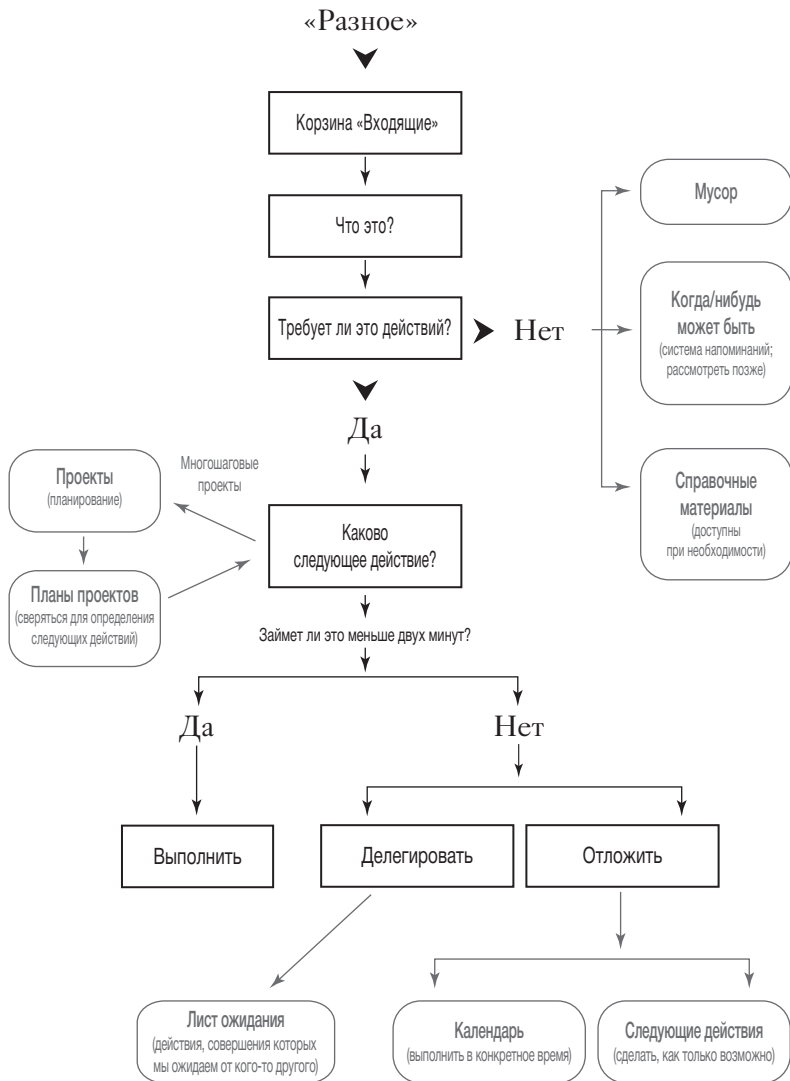 «Разное»
Корзина «Входящие»
Что это?
Требует ли это действий?
Нет
Мусор
Когда/нибудь
может быть
(система напоминаний;
рассмотреть позже)
Справочные
материалы
(доступны
при необходимости)
Да
Многошаговые
проекты
Проекты
(планирование)
Планы проектов
(сверяться для определения
следующих действий)
Каково
следующее действие?
Займет ли это меньше двух минут?
Да
Нет
Выполнить
Делегировать
Отложить
Лист ожидания
(действия, совершения которых
мы ожидаем от кого-то другого)
Календарь
(выполнить в конкретное время)
Следующие действия
(сделать, как только возможно)